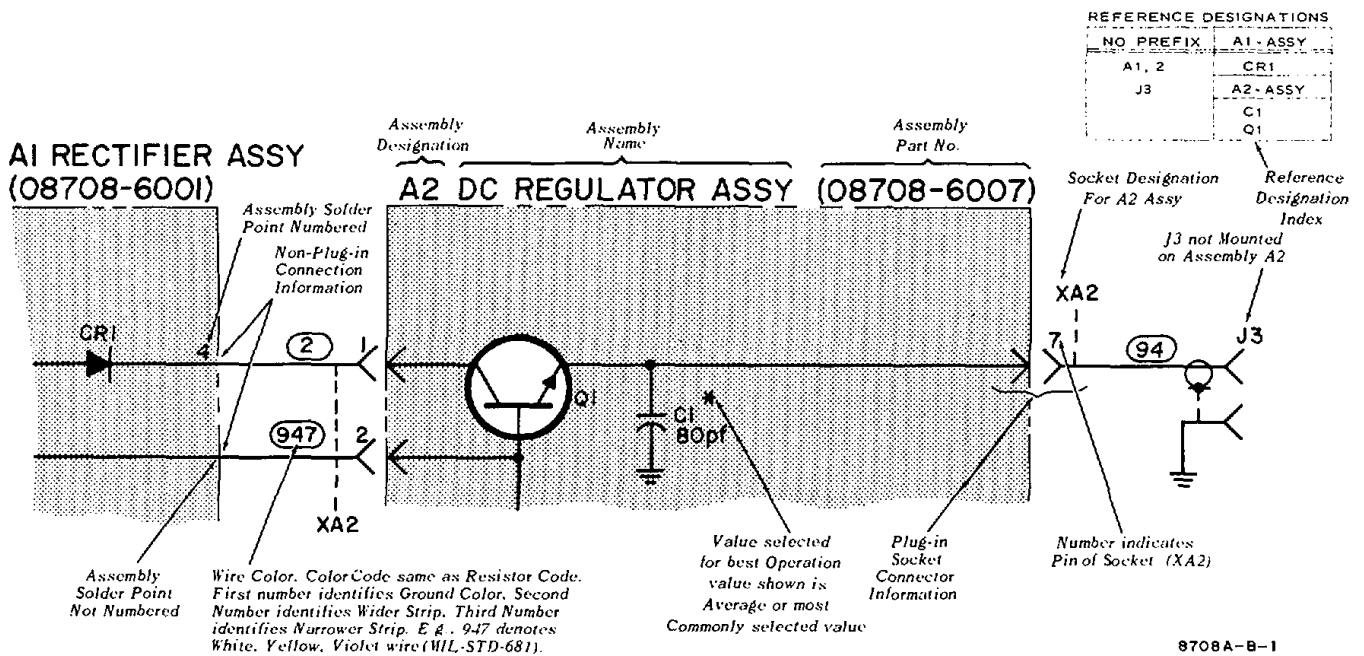 REFERENCE DESIGNATIONS
NO PREFIX A1-ASSY
A1, 2 CR1
J3 A2-ASSY
C1
Q1
Assembly
Designation
Assembly
Name
Assembly
Part No.
A1 RECTIFIER ASSY
(08708-6001)
A2 DC REGULATOR ASSY (08708-6007)
Socket Designation
For A2 Assy
Reference
Designation
Index
Assembly Solder
Point Numbered
Non-Plug-in
Connection
Information
J3 not Mounted
on Assembly A2
XA2
CR1
4
2
1
Q1
C1
80pf
*
7
94
J3
947
2
XA2
Assembly
Solder Point
Not Numbered
Wire Color. Color Code same as Resistor Code.
First number identifies Ground Color, Second
Number identifies Wider Strip, Third Number
identifies Narrower Strip. E.g., 947 denotes
White, Yellow, Violet wire (MIL-STD-681).
Value selected
for best Operation
value shown is
Average or most
Commonly selected value
Plug-in
Socket
Connector
Information
Number indicates
Pin of Socket (XA2)
8708A-B-1